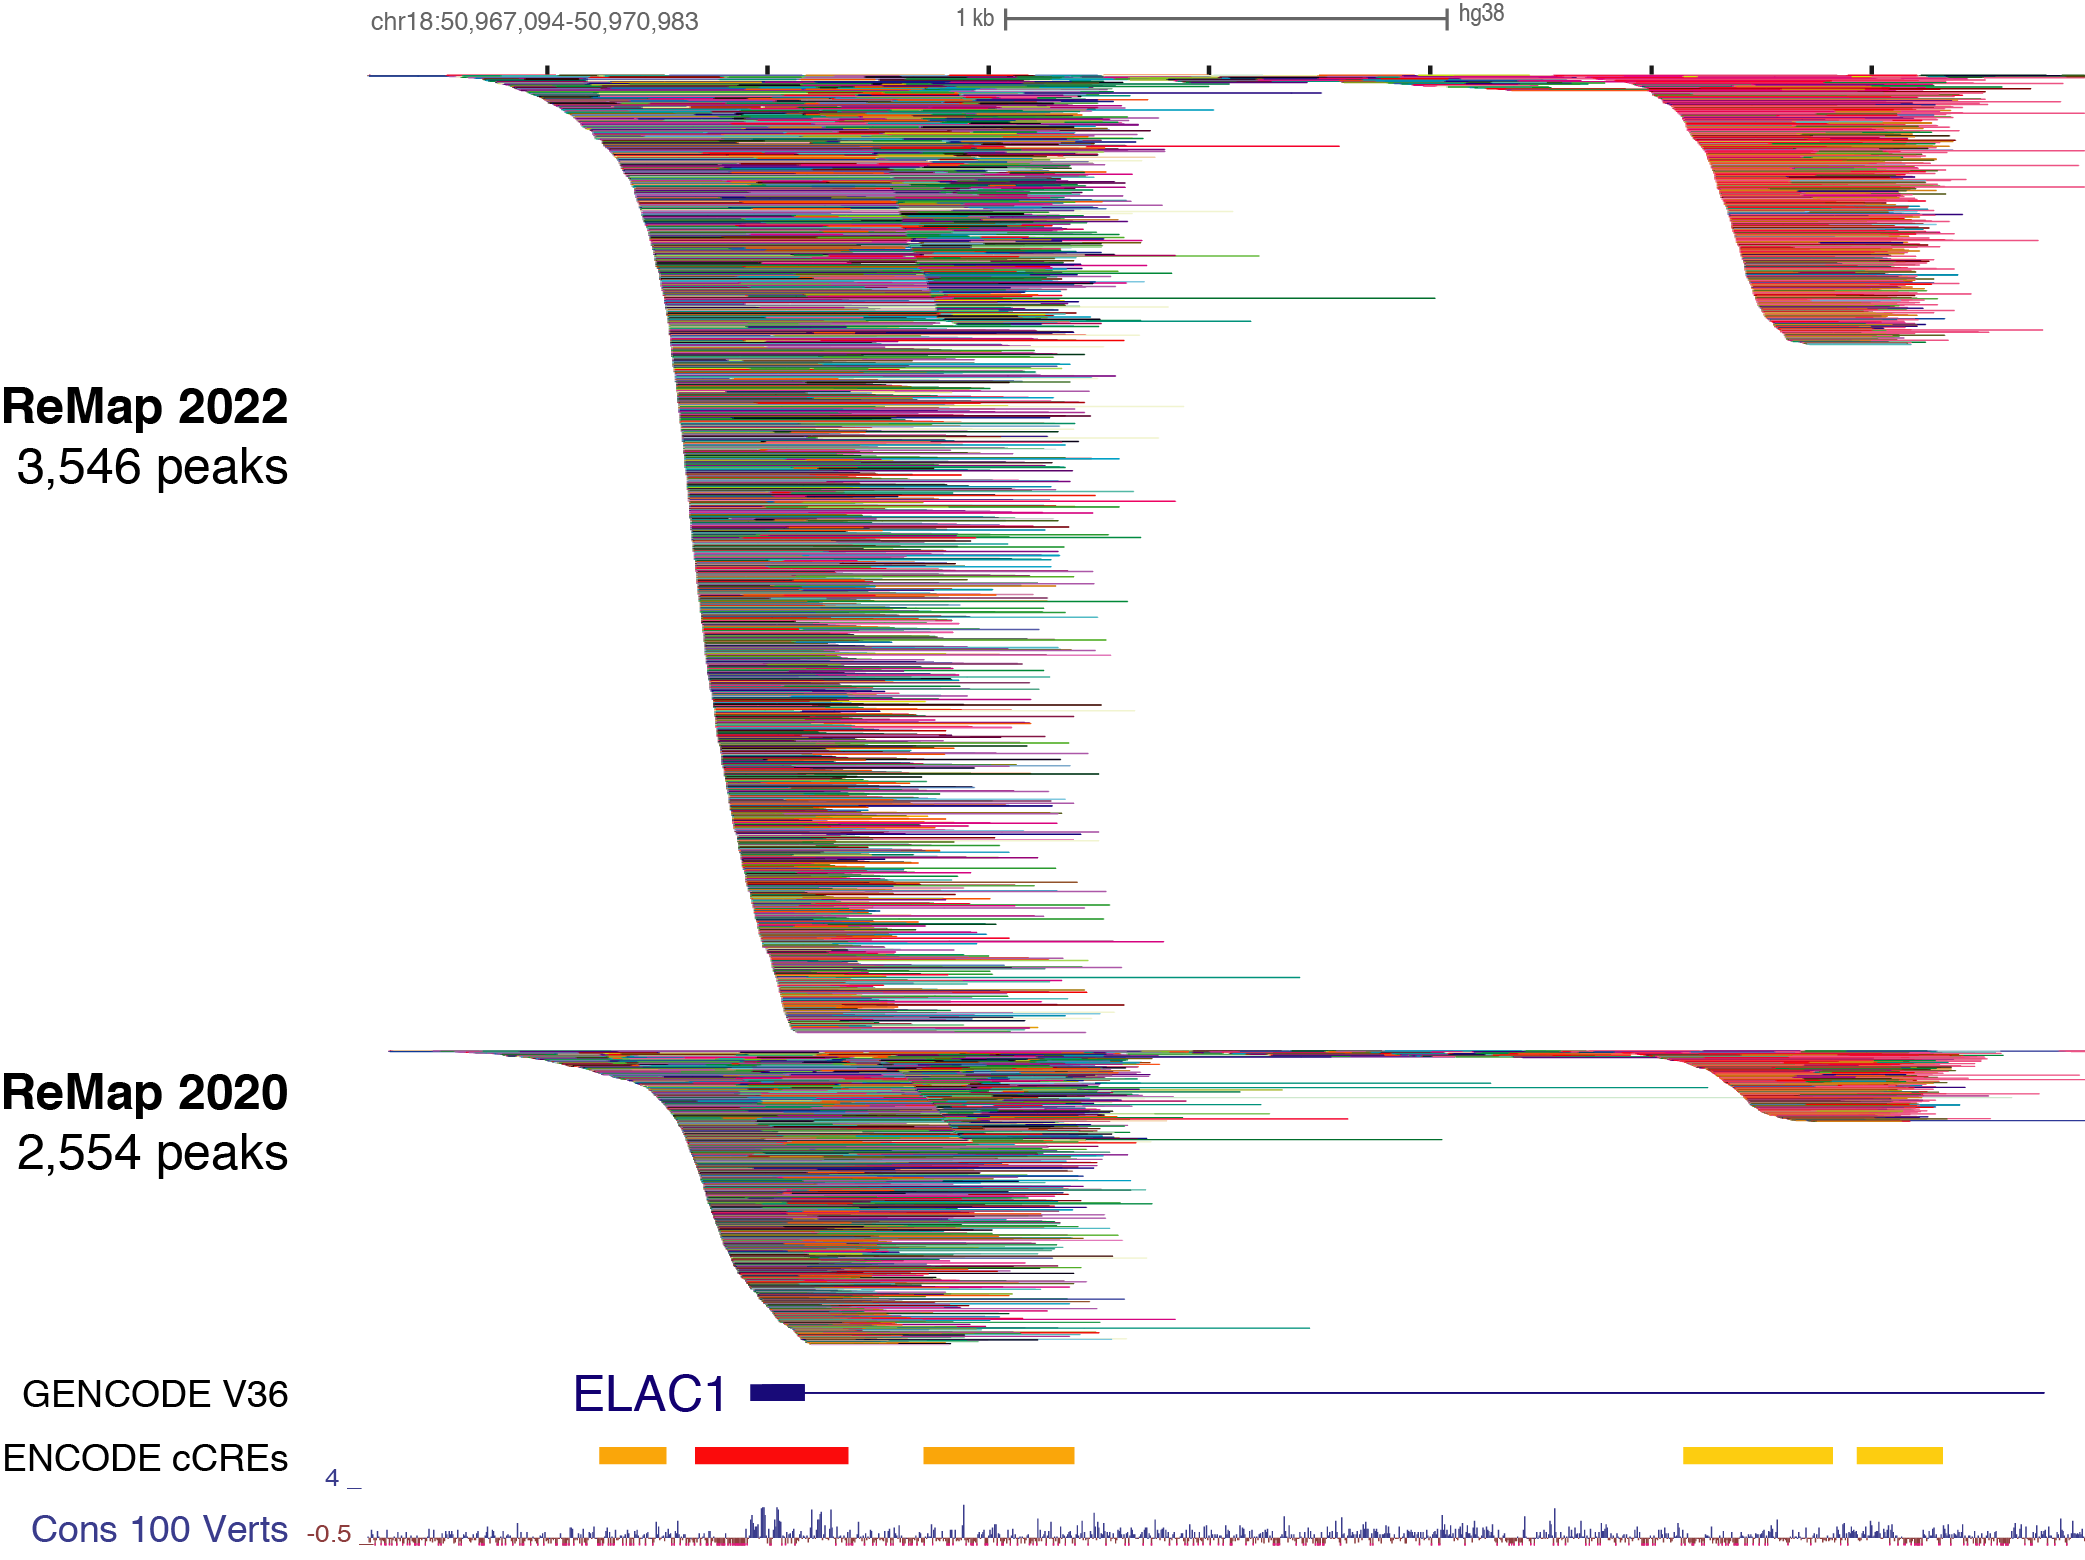 chr18:50,967,094-50,970,983
1 kb
hg38
ReMap 2022
3,546 peaks
ReMap 2020
2,554 peaks
GENCODE V36
ELAC1
ENCODE cCREs
4 _
Cons 100 Verts
-0.5 _